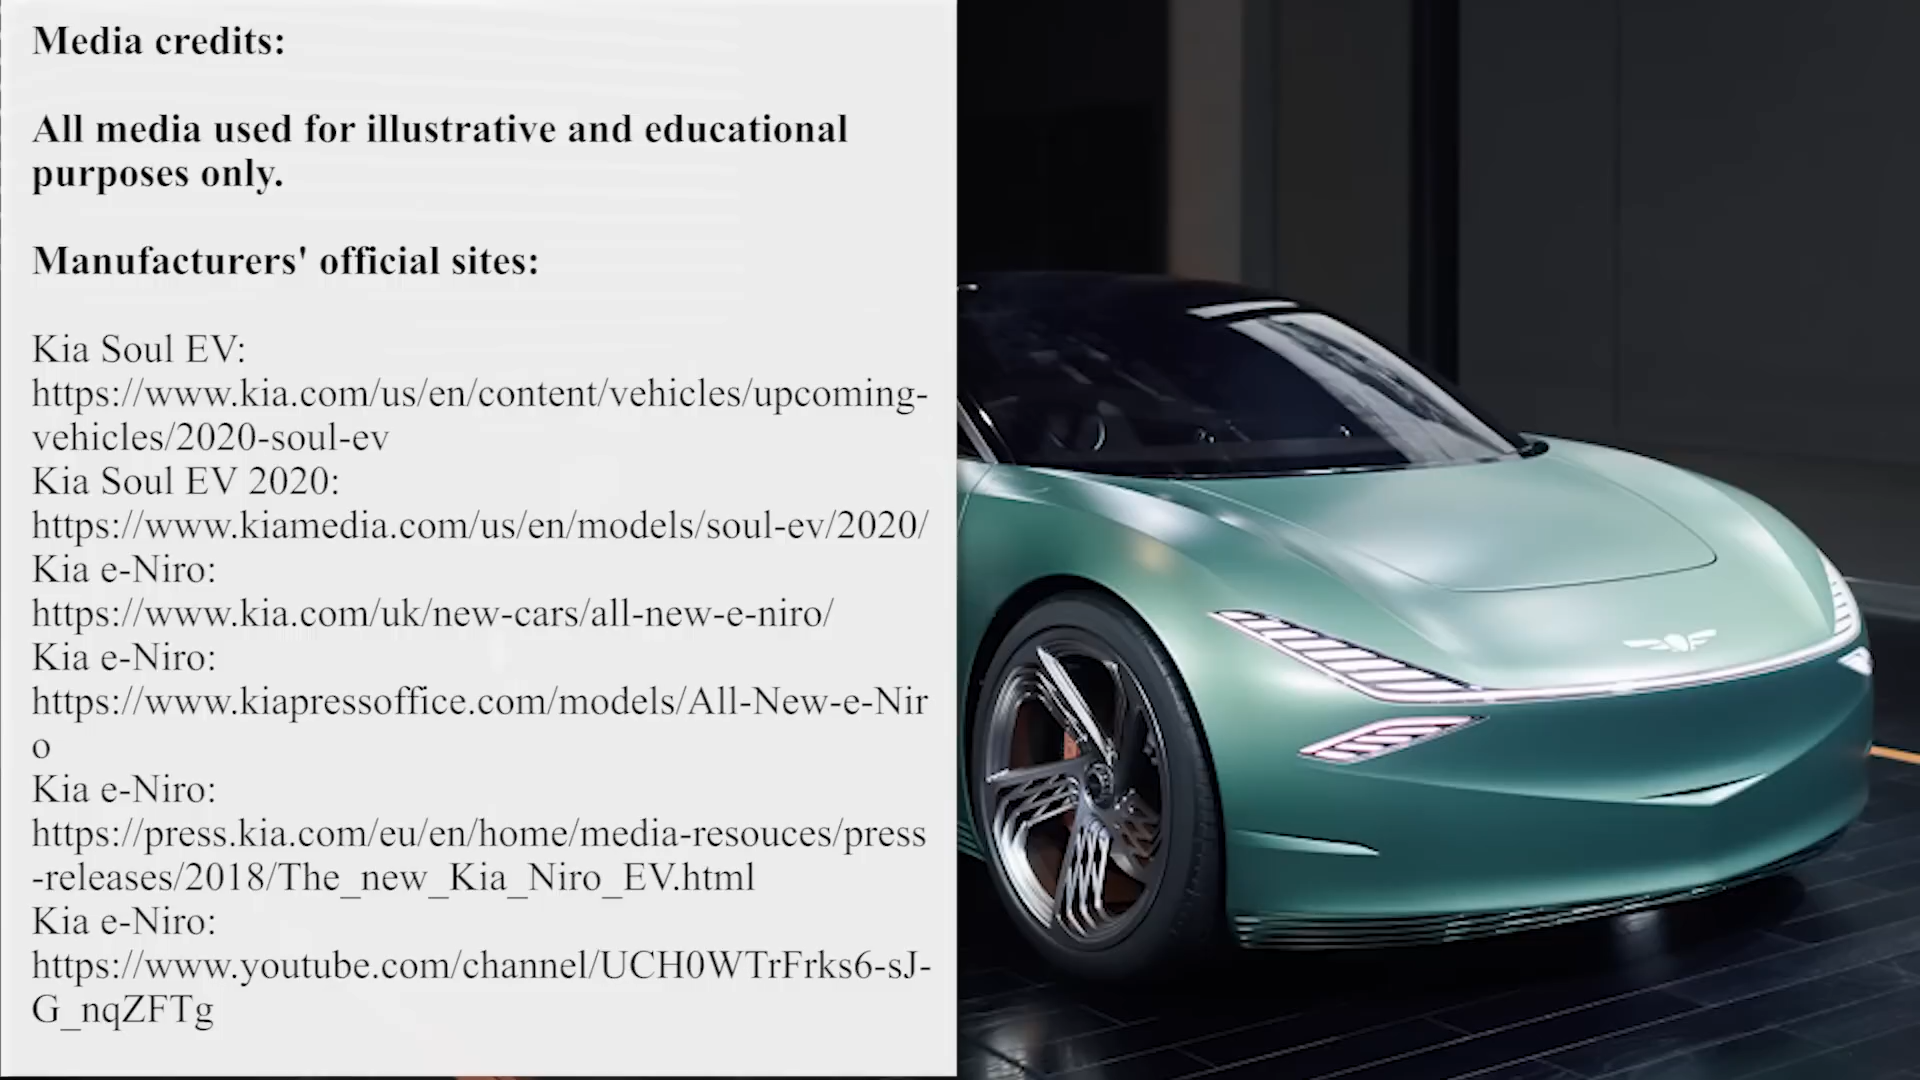 Media credits:
All media used for illustrative and educational
purposes only.
Manufacturers' official sites:
Kia Soul EV:
https://www.kia.com/us/en/content/vehicles/upcoming-
vehicles/2020-soul-ev
Kia Soul EV 2020:
https://www.kiamedia.com/us/en/models/soul-ev/2020/
Kia e-Niro:
https://www.kia.com/uk/new-cars/all-new-e-niro/
Kia e-Niro:
https://www.kiapressoffice.com/models/All-New-e-Nir
o
Kia e-Niro:
https://press.kia.com/eu/en/home/media-resouces/press
-releases/2018/The_new_Kia_Niro_EV.html
Kia e-Niro:
https://www.youtube.com/channel/UCH0WTrFrks6-sJ-
G_nqZFTg